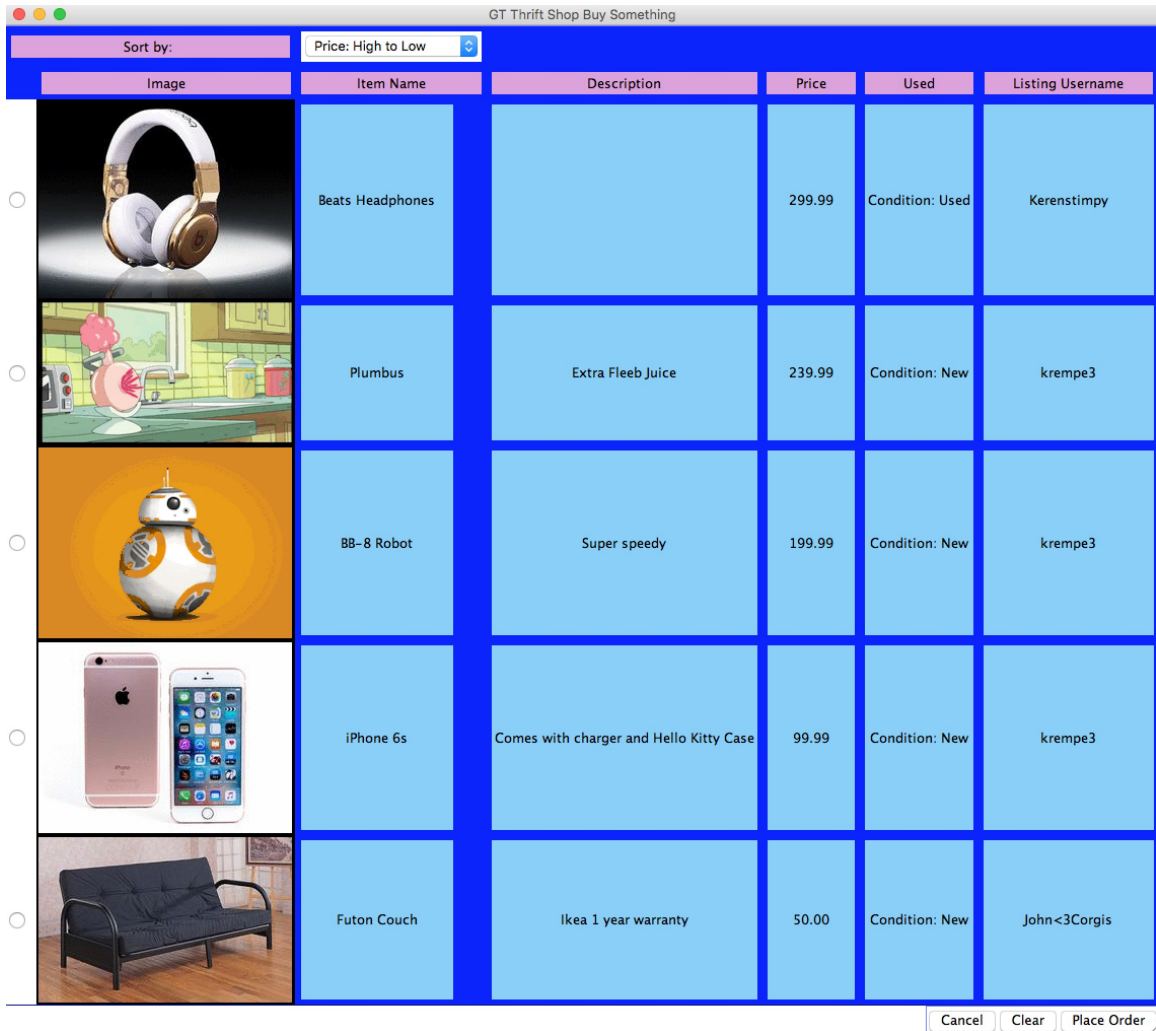 GT Thrift Shop Buy Something
Sort by: Price: High to Low
Image Item Name Description Price Used Listing Username
Beats Headphones 299.99 Condition: Used Kerenstimpy
Plumbus Extra Fleeb Juice 239.99 Condition: New krempe3
BB-8 Robot Super speedy 199.99 Condition: New krempe3
iPhone 6s Comes with charger and Hello Kitty Case 99.99 Condition: New krempe3
iPhone
Futon Couch Ikea 1 year warranty 50.00 Condition: New John<3Corgis
Cancel Clear Place Order